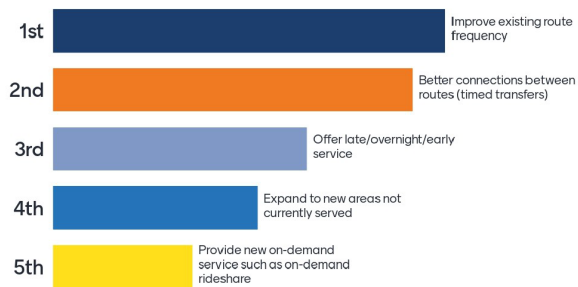 1st
Improve existing route
frequency
2nd
Better connections between
routes (timed transfers)
3rd
Offer late/overnight/early
service
4th
Expand to new areas not
currently served
5th
Provide new on-demand
service such as on-demand
rideshare